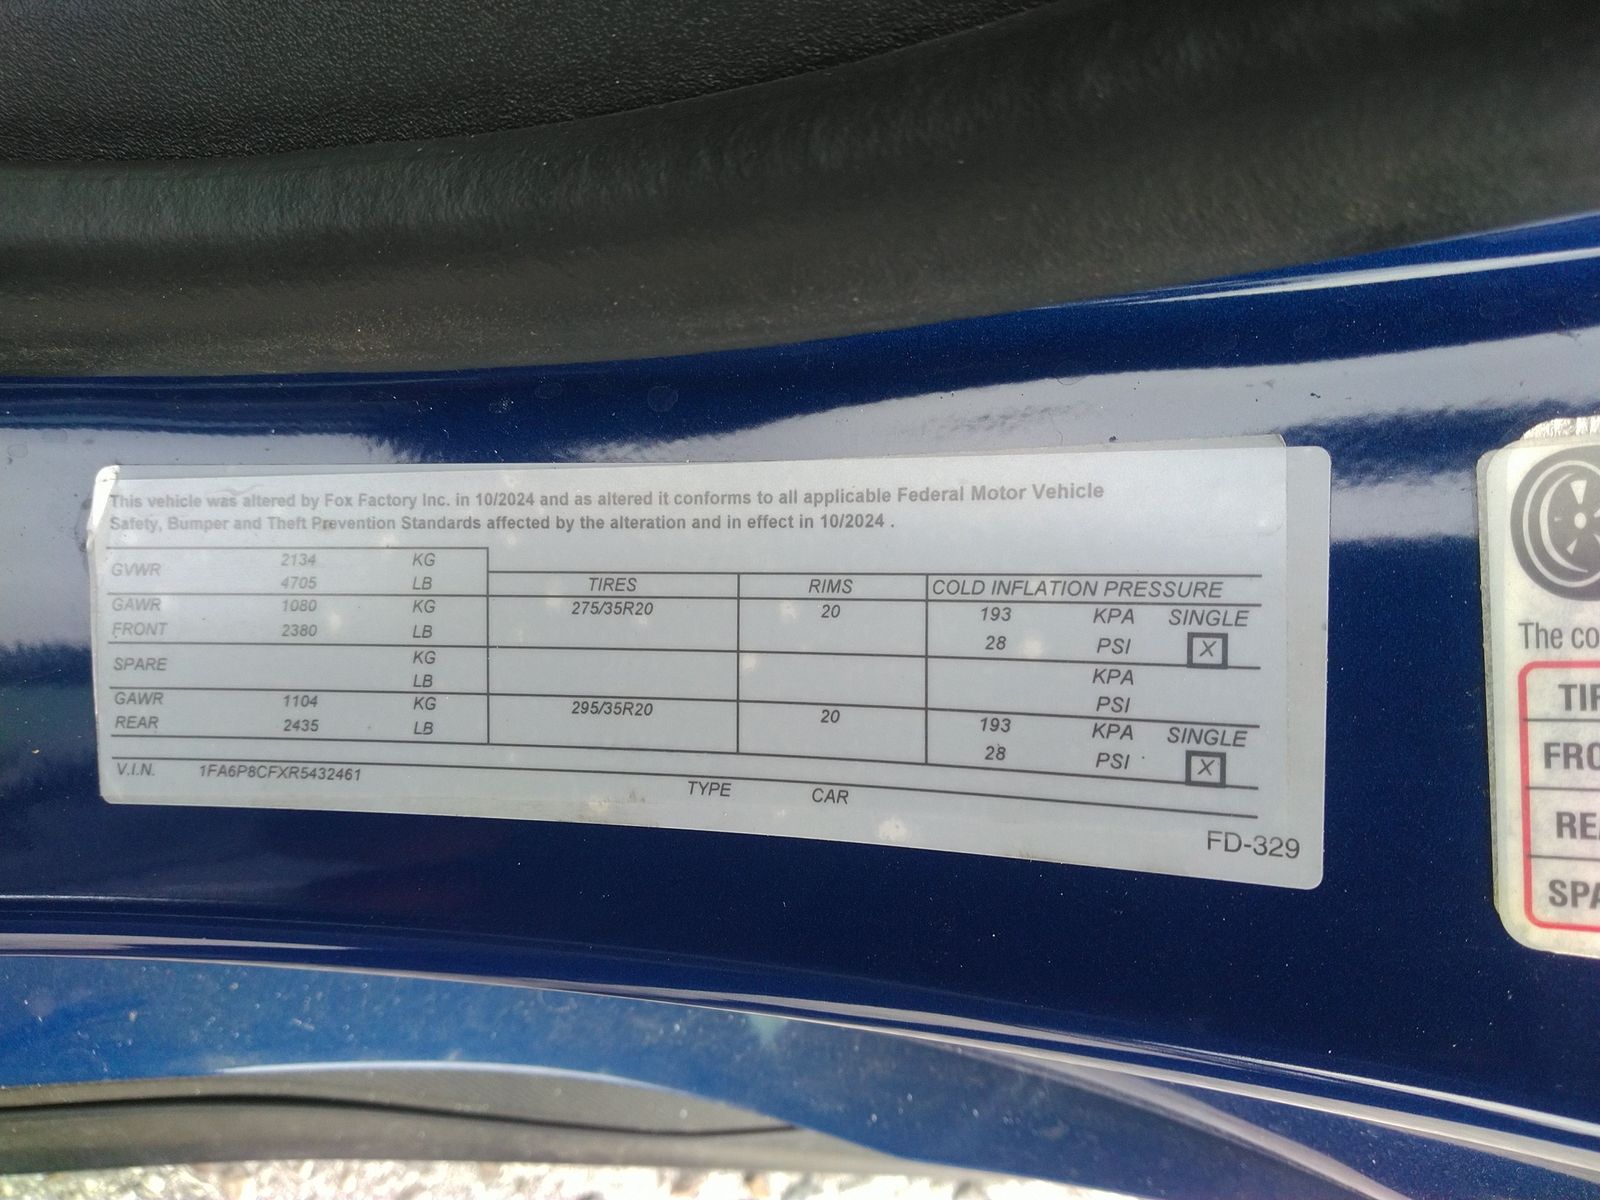 This vehicle was altered by Fox Factory Inc. in 10/2024 and as altered it conforms to all applicable Federal Motor Vehicle
Safety, Bumper and Theft Prevention Standards affected by the alteration and in effect in 10/2024 .
GVWR 2134 KG
4705 LB
TIRES RIMS COLD INFLATION PRESSURE
GAWR 1080 KG 275/35R20 20 193 KPA SINGLE
FRONT 2380 LB 28 PSI X
SPARE KG KPA
LB PSI
GAWR 1104 KG 295/35R20 20 193 KPA SINGLE
REAR 2435 LB 28 PSI X
V.I.N. 1FA6P8CFXR5432461 TYPE CAR
FD-329
The co
TIR
FRO
REA
SPA